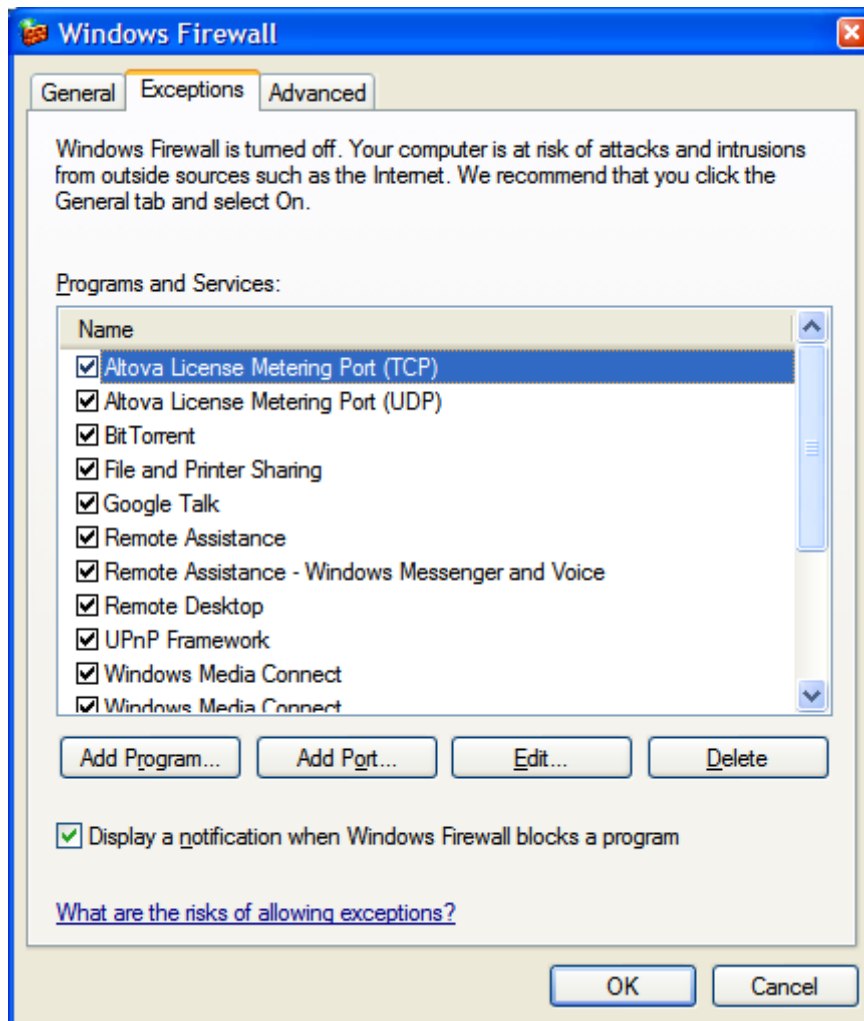 Windows Firewall
General Exceptions Advanced
Windows Firewall is turned off. Your computer is at risk of attacks and intrusions
from outside sources such as the Internet. We recommend that you click the
General tab and select On.
Programs and Services:
Name
Altova License Metering Port (TCP)
Altova License Metering Port (UDP)
BitTorrent
File and Printer Sharing
Google Talk
Remote Assistance
Remote Assistance - Windows Messenger and Voice
Remote Desktop
UPnP Framework
Windows Media Connect
Windows Media Connect
Add Program... Add Port... Edit... Delete
Display a notification when Windows Firewall blocks a program
What are the risks of allowing exceptions?
OK Cancel